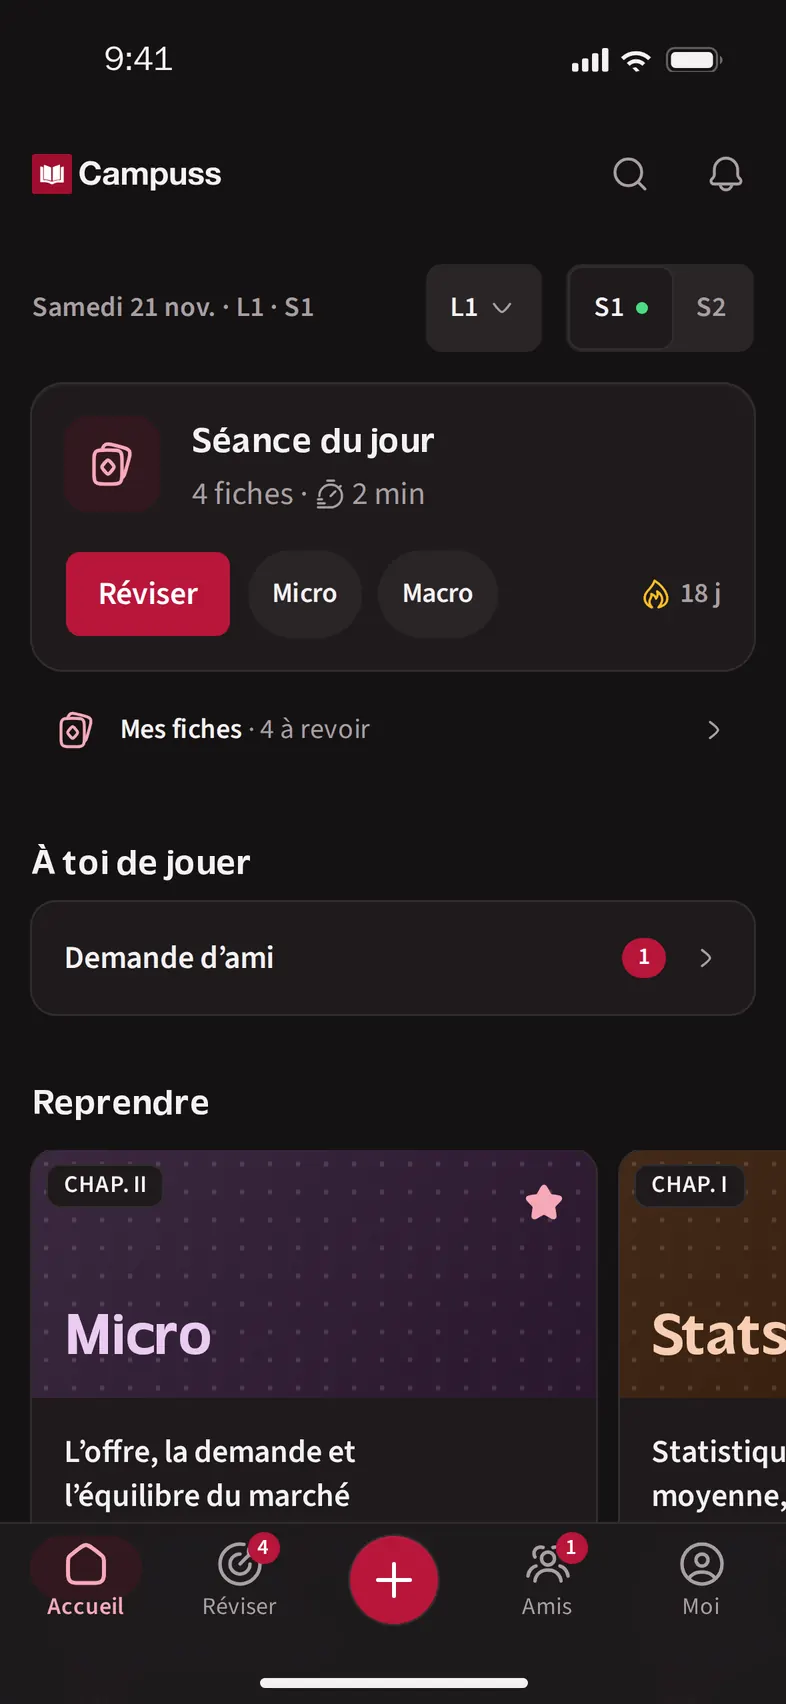 9:41
Campuss
Samedi 21 nov. · L1 · S1
L1
S1
S2
Séance du jour
4 fiches · 2 min
Réviser
Micro
Macro
18 j
Mes fiches · 4 à revoir
À toi de jouer
Demande d’ami
1
Reprendre
CHAP. II
Micro
L’offre, la demande et
l’équilibre du marché
CHAP. I
Stats
Statistiqu
moyenne,
Accueil
4
Réviser
1
Amis
Moi